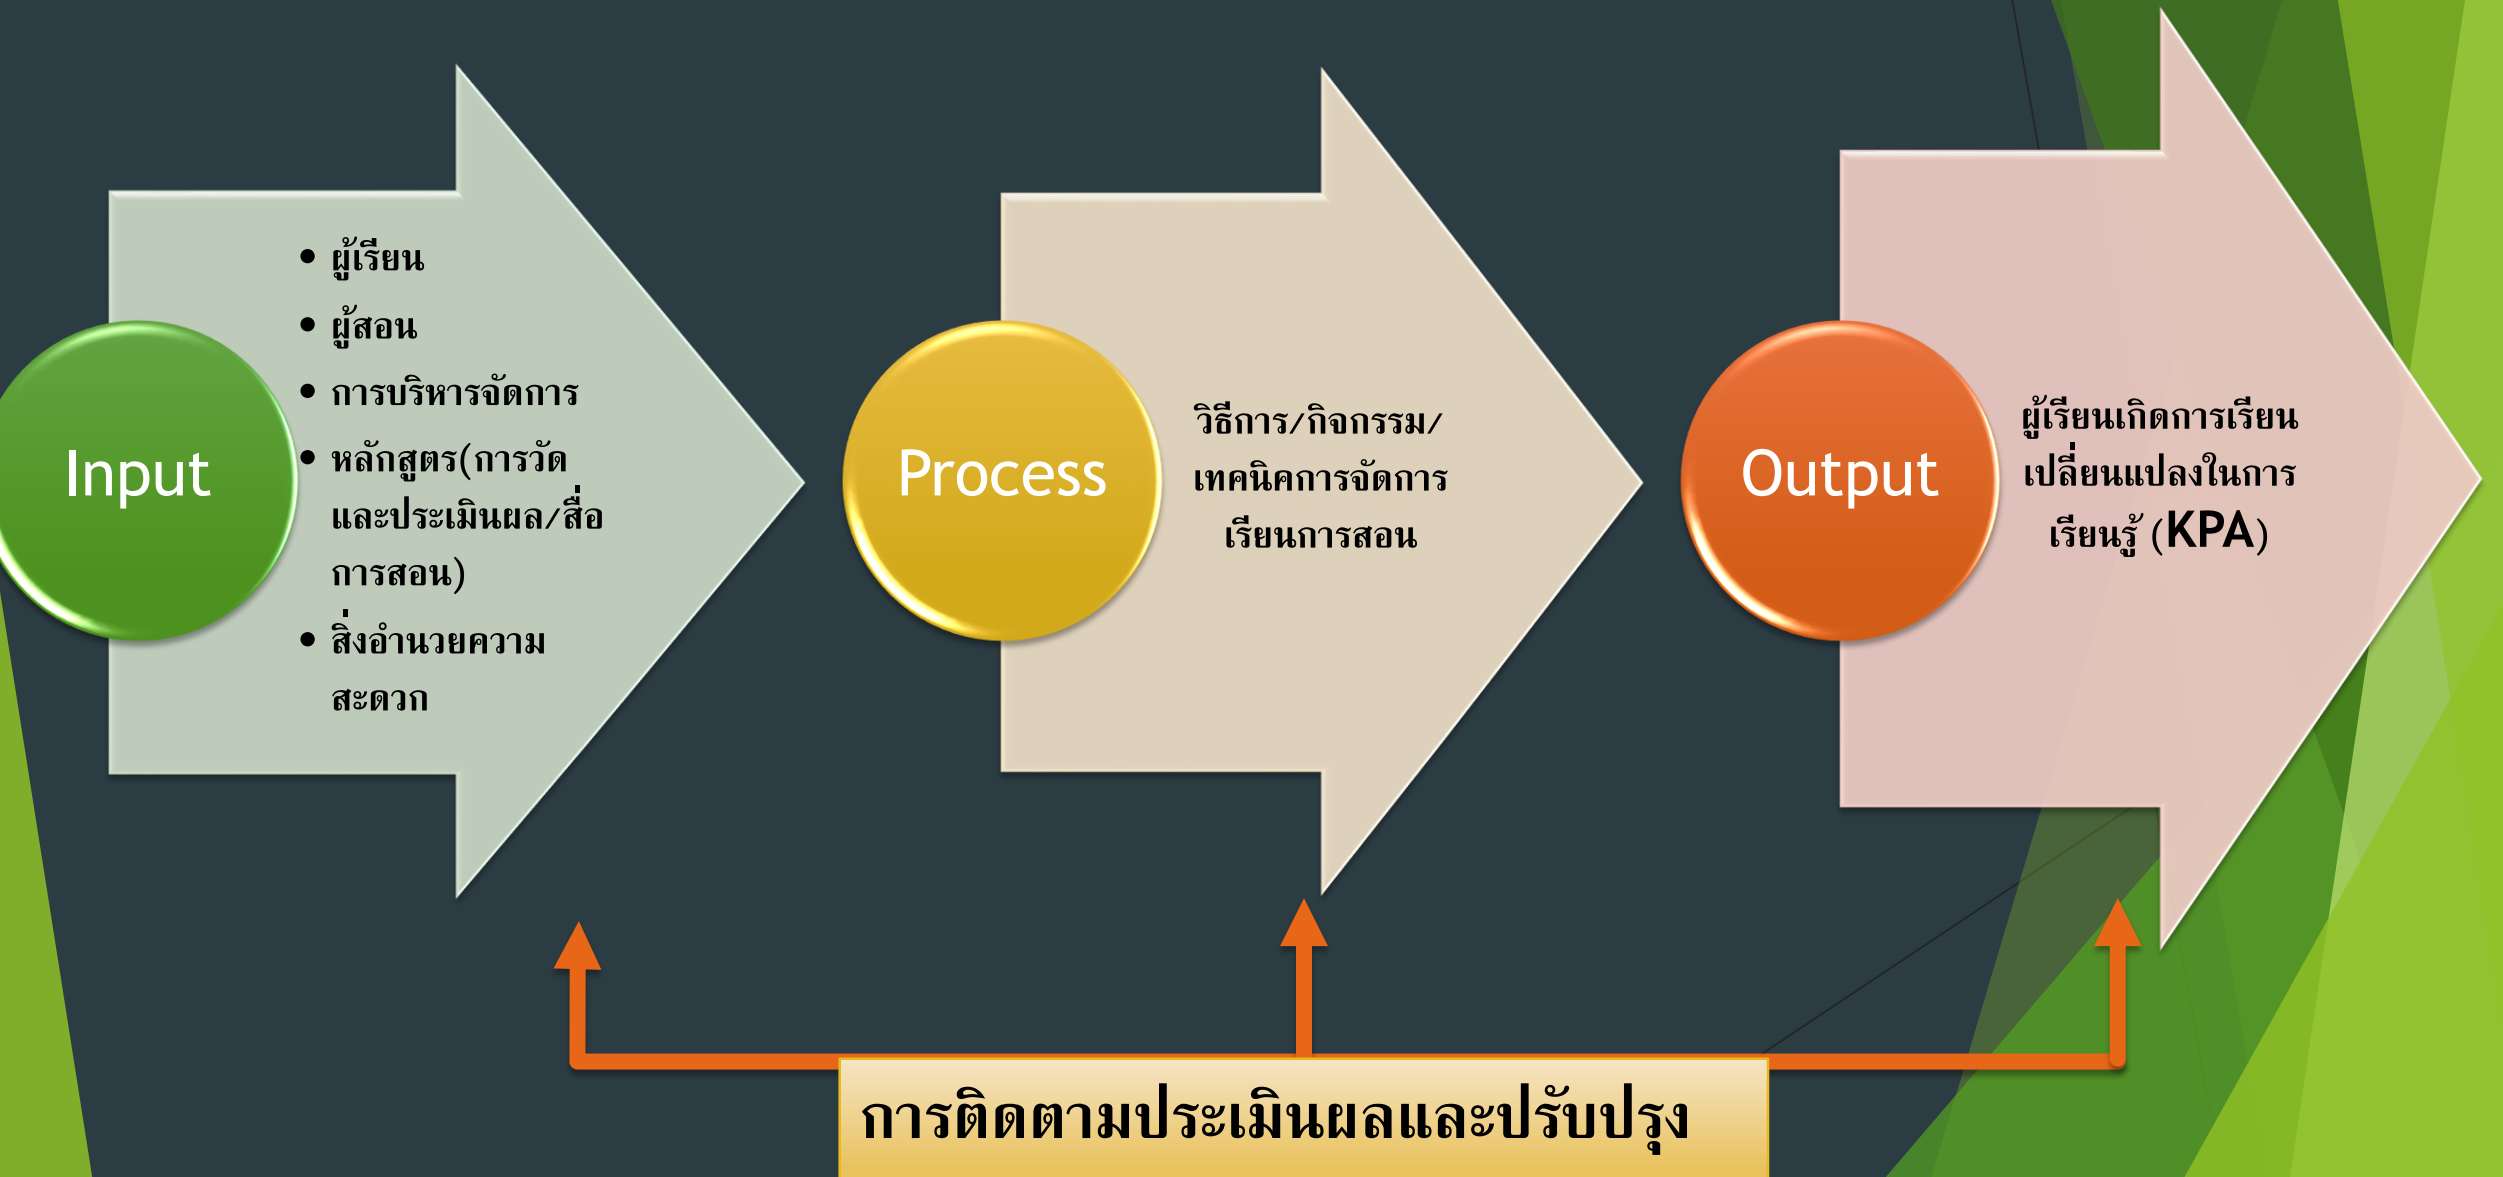 Input
• ผู้เรียน
• ผู้สอน
• การบริหารจัดการ
• หลักสูตร(การวัด
และประเมินผล/สื่อ
การสอน)
• สิ่งอำนวยความ
สะดวก
Process
วิธีการ/กิจกรรม/
เทคนิคการจัดการ
เรียนการสอน
Output
ผู้เรียนเกิดการเรียน
เปลี่ยนแปลงในการ
เรียนรู้ (KPA)
การติดตามประเมินผลและปรับปรุง